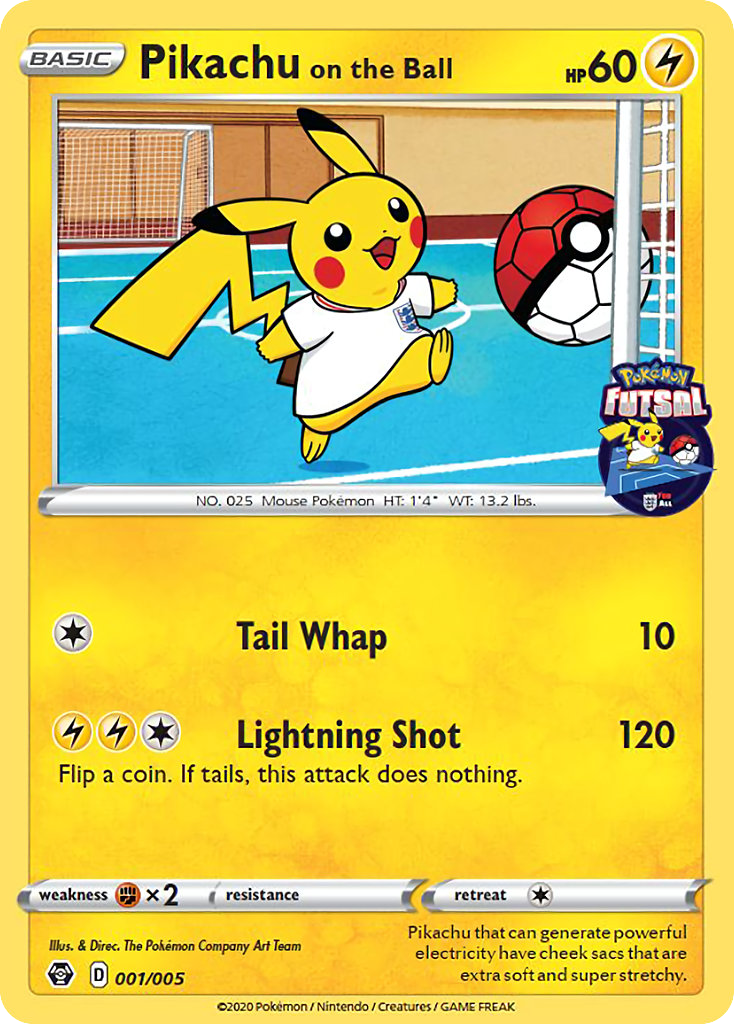 BASIC Pikachu on the Ball HP60
POKéMON
FUTSAL
FOR
ALL
NO. 025 Mouse Pokémon HT: 1'4" WT: 13.2 lbs.
Tail Whap 10
Lightning Shot 120
Flip a coin. If tails, this attack does nothing.
weakness ×2 resistance retreat
Illus. & Direc. The Pokémon Company Art Team
D 001/005
Pikachu that can generate powerful
electricity have cheek sacs that are
extra soft and super stretchy.
©2020 Pokémon / Nintendo / Creatures / GAME FREAK